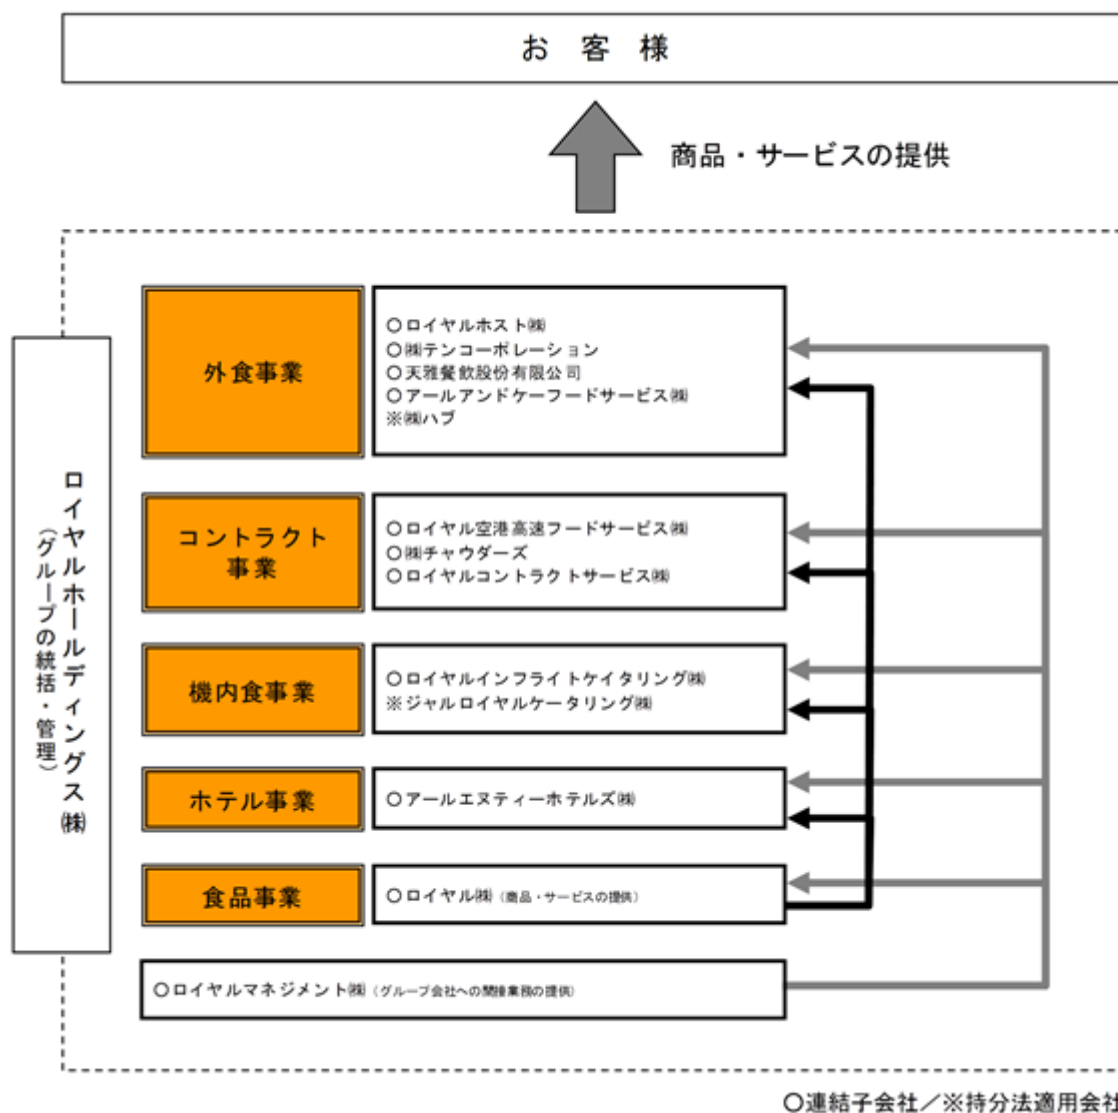 お客様
商品・サービスの提供
ロイヤルホールディングス㈱
（グループの統括・管理）
外食事業
○ロイヤルホスト㈱
○㈱テンコーポレーション
○天雅餐飲股份有限公司
○アールアンドケーフードサービス㈱
※㈱ハブ
コントラクト
事業
○ロイヤル空港高速フードサービス㈱
○㈱チャウダーズ
○ロイヤルコントラクトサービス㈱
機内食事業
○ロイヤルインフライトケイタリング㈱
※ジャルロイヤルケータリング㈱
ホテル事業
○アールエヌティーホテルズ㈱
食品事業
○ロイヤル㈱（商品・サービスの提供）
○ロイヤルマネジメント㈱（グループ会社への間接業務の提供）
○連結子会社／※持分法適用会社